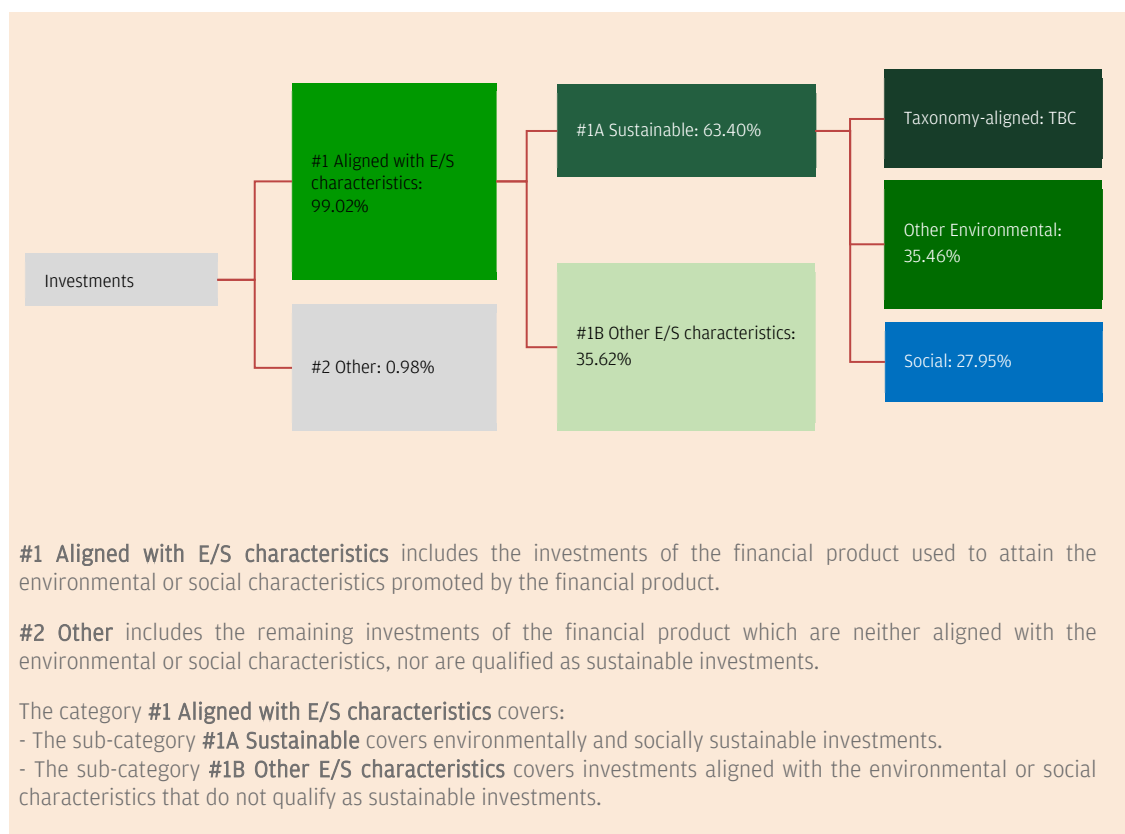 Investments
#1 Aligned with E/S
characteristics:
99.02%
#2 Other: 0.98%
#1A Sustainable: 63.40%
#1B Other E/S characteristics:
35.62%
Taxonomy-aligned: TBC
Other Environmental:
35.46%
Social: 27.95%
#1 Aligned with E/S characteristics includes the investments of the financial product used to attain the
environmental or social characteristics promoted by the financial product.
#2 Other includes the remaining investments of the financial product which are neither aligned with the
environmental or social characteristics, nor are qualified as sustainable investments.
The category #1 Aligned with E/S characteristics covers:
- The sub-category #1A Sustainable covers environmentally and socially sustainable investments.
- The sub-category #1B Other E/S characteristics covers investments aligned with the environmental or social
characteristics that do not qualify as sustainable investments.